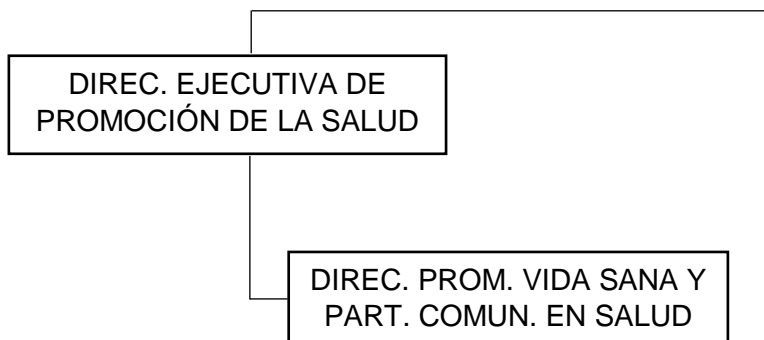 DIREC. EJECUTIVA DE
PROMOCIÓN DE LA SALUD
DIREC. PROM. VIDA SANA Y
PART. COMUN. EN SALUD